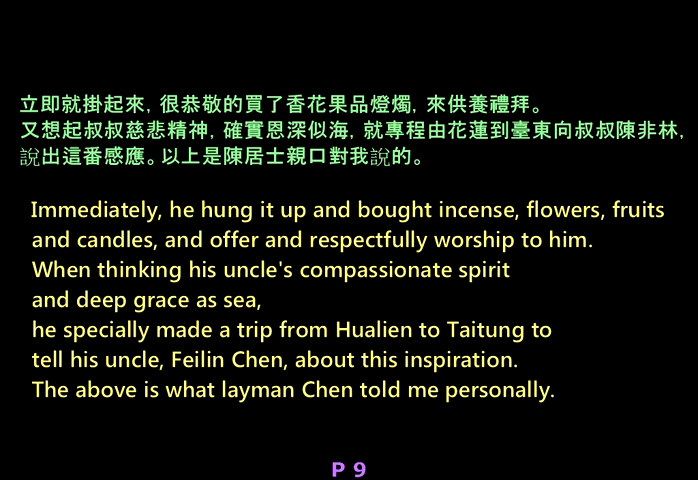 立即就掛起來, 很恭敬的買了香花果品燈燭, 來供養禮拜。
又想起叔叔慈悲精神, 確實恩深似海, 就專程由花蓮到臺東向叔叔陳非林,
說出這番感應。以上是陳居士親口對我說的。
Immediately, he hung it up and bought incense, flowers, fruits
and candles, and offer and respectfully worship to him.
When thinking his uncle's compassionate spirit
and deep grace as sea,
he specially made a trip from Hualien to Taitung to
tell his uncle, Feilin Chen, about this inspiration.
The above is what layman Chen told me personally.
P 9